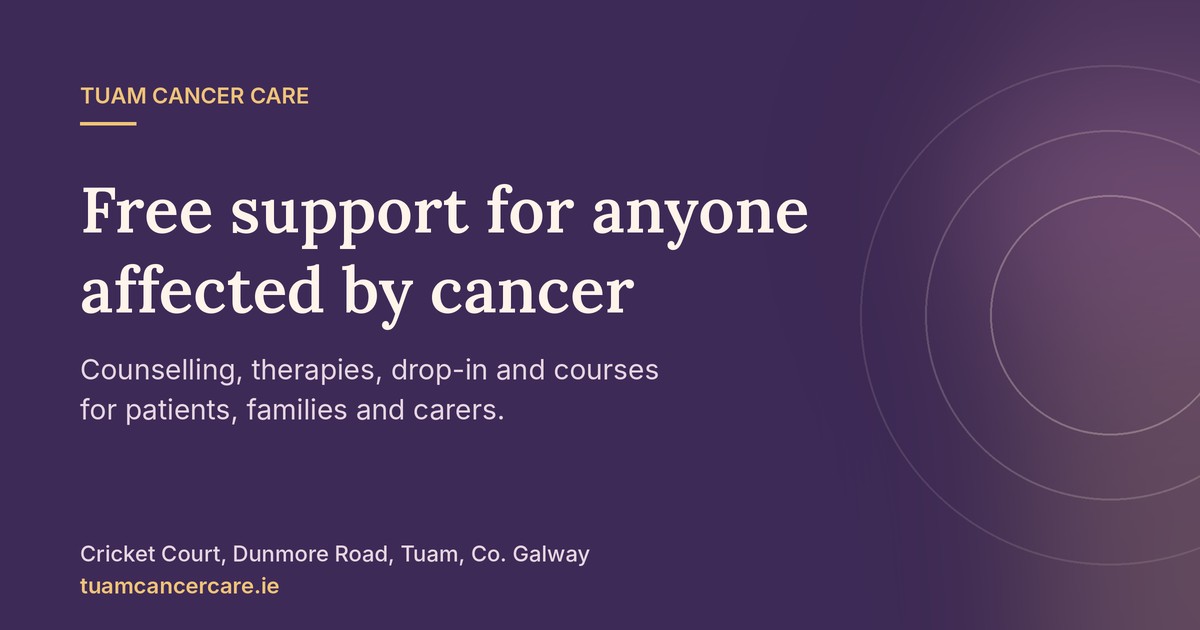 TUAM CANCER CARE
Free support for anyone
affected by cancer
Counselling, therapies, drop-in and courses
for patients, families and carers.
Cricket Court, Dunmore Road, Tuam, Co. Galway
tuamcancercare.ie